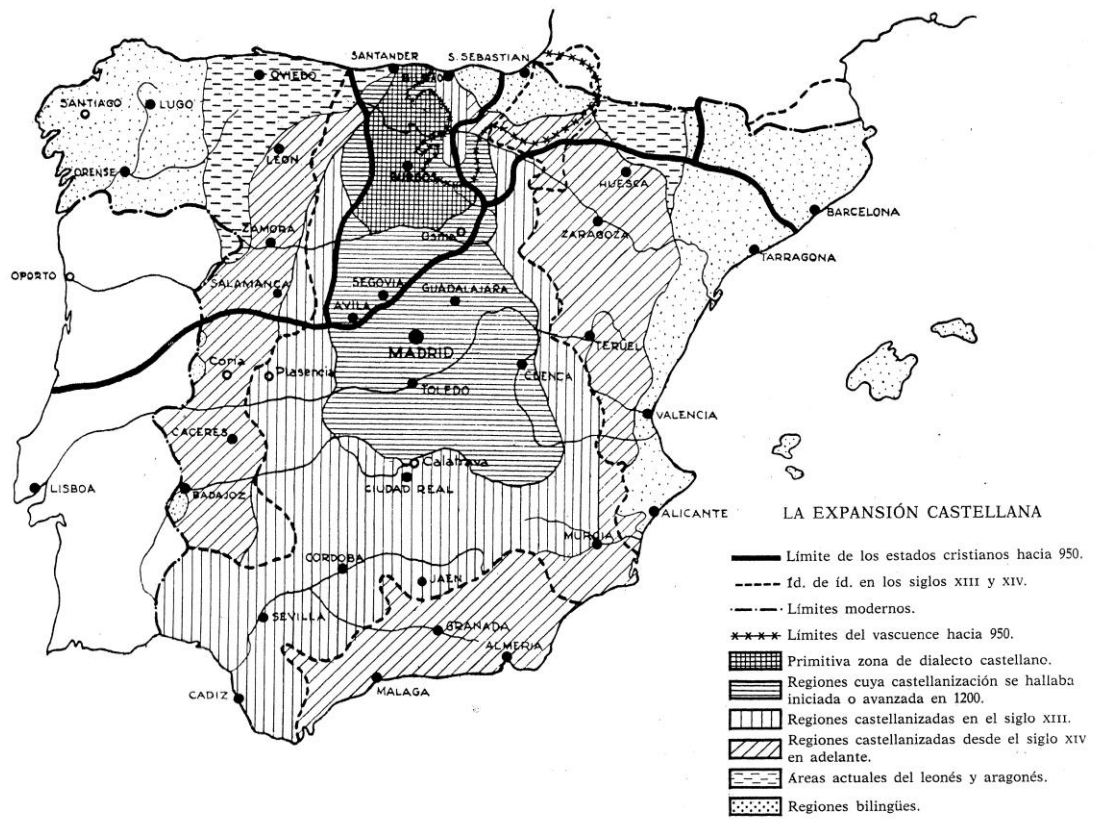 SANTANDER
S. SEBASTIAN
OVIEDO
SANTIAGO
LUGO
LEON
ORENSE
BURGOS
HUESCA
BARCELONA
ZAMORA
Osma
ZARAGOZA
TARRAGONA
OPORTO
SALAMANCA
SEGOVIA
GUADALAJARA
AVILA
MADRID
TERUEL
Coria
Plasencia
TOLEDO
CUENCA
VALENCIA
CACERES
Calatrava
CIUDAD REAL
LISBOA
BADAJOZ
ALICANTE
MURCIA
CORDOBA
JAEN
SEVILLA
GRANADA
ALMERIA
CADIZ
MALAGA
LA EXPANSIÓN CASTELLANA
Límite de los estados cristianos hacia 950.
Íd. de íd. en los siglos XIII y XIV.
Límites modernos.
Límites del vascuence hacia 950.
Primitiva zona de dialecto castellano.
Regiones cuya castellanización se hallaba
iniciada o avanzada en 1200.
Regiones castellanizadas en el siglo XIII.
Regiones castellanizadas desde el siglo XIV
en adelante.
Áreas actuales del leonés y aragonés.
Regiones bilingües.